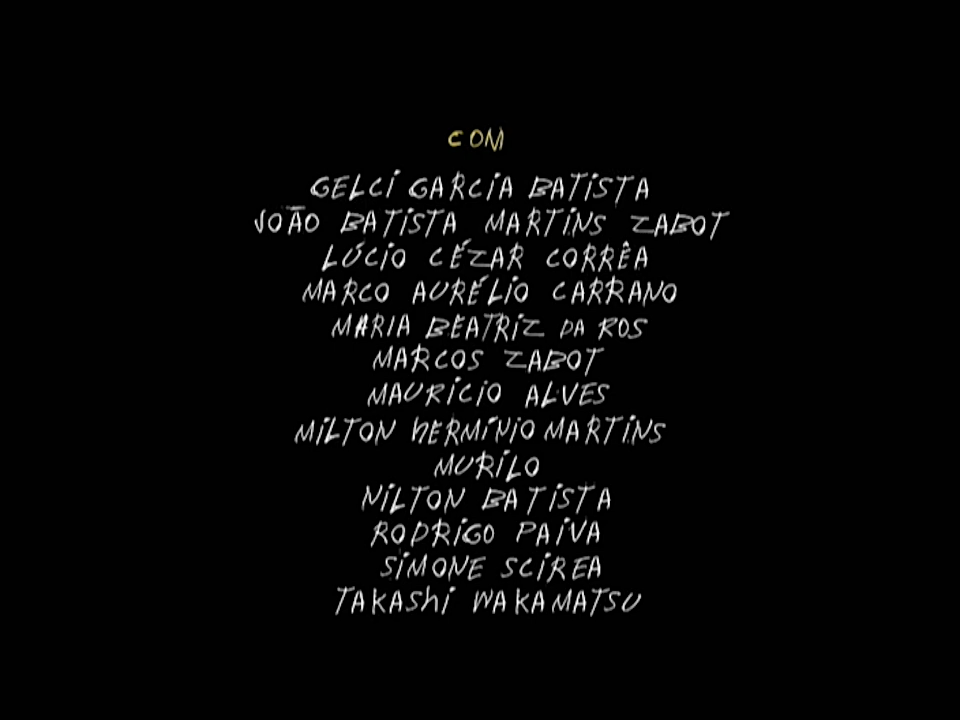 COM
GELCI GARCIA BATISTA
JOÃO BATISTA MARTINS ZABOT
LÚCIO CÉZAR CORRÊA
MARCO AURÉLIO CARRANO
MARIA BEATRIZ DA ROS
MARCOS ZABOT
MAURICIO ALVES
MILTON HERMÍNIO MARTINS
MURILO
NILTON BATISTA
RODRIGO PAIVA
SIMONE SCIREA
TAKASHI WAKAMATSU